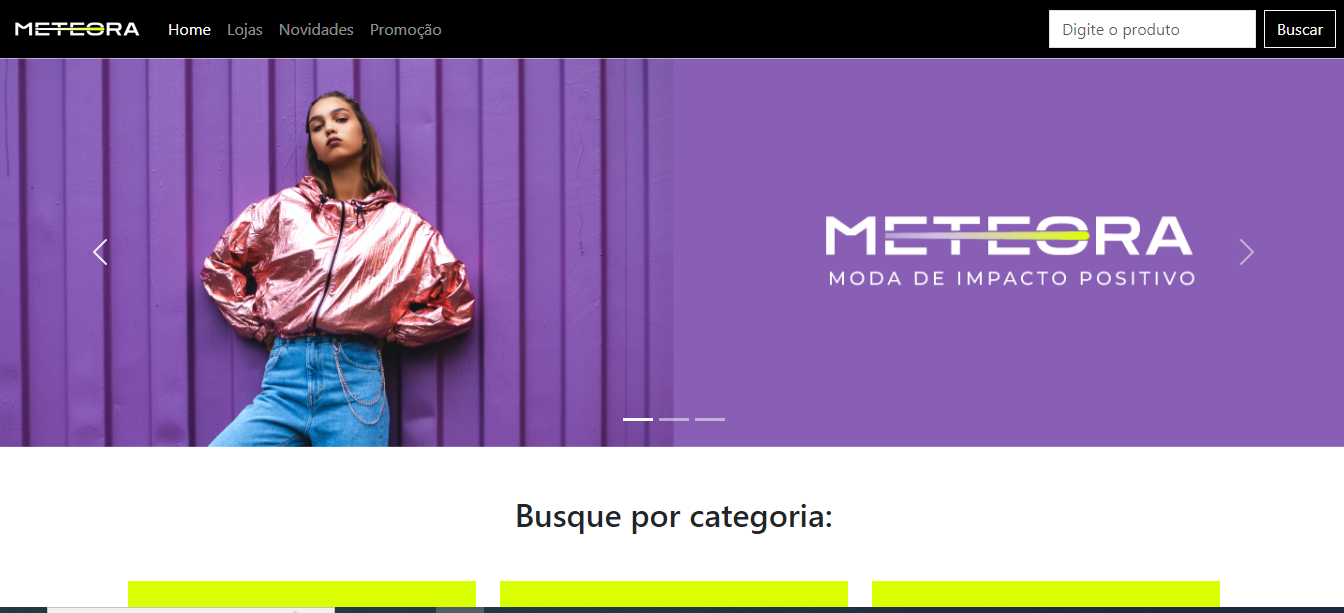 METEORA
Home Lojas Novidades Promoção
Digite o produto
Buscar
METEORA
MODA DE IMPACTO POSITIVO
Busque por categoria: